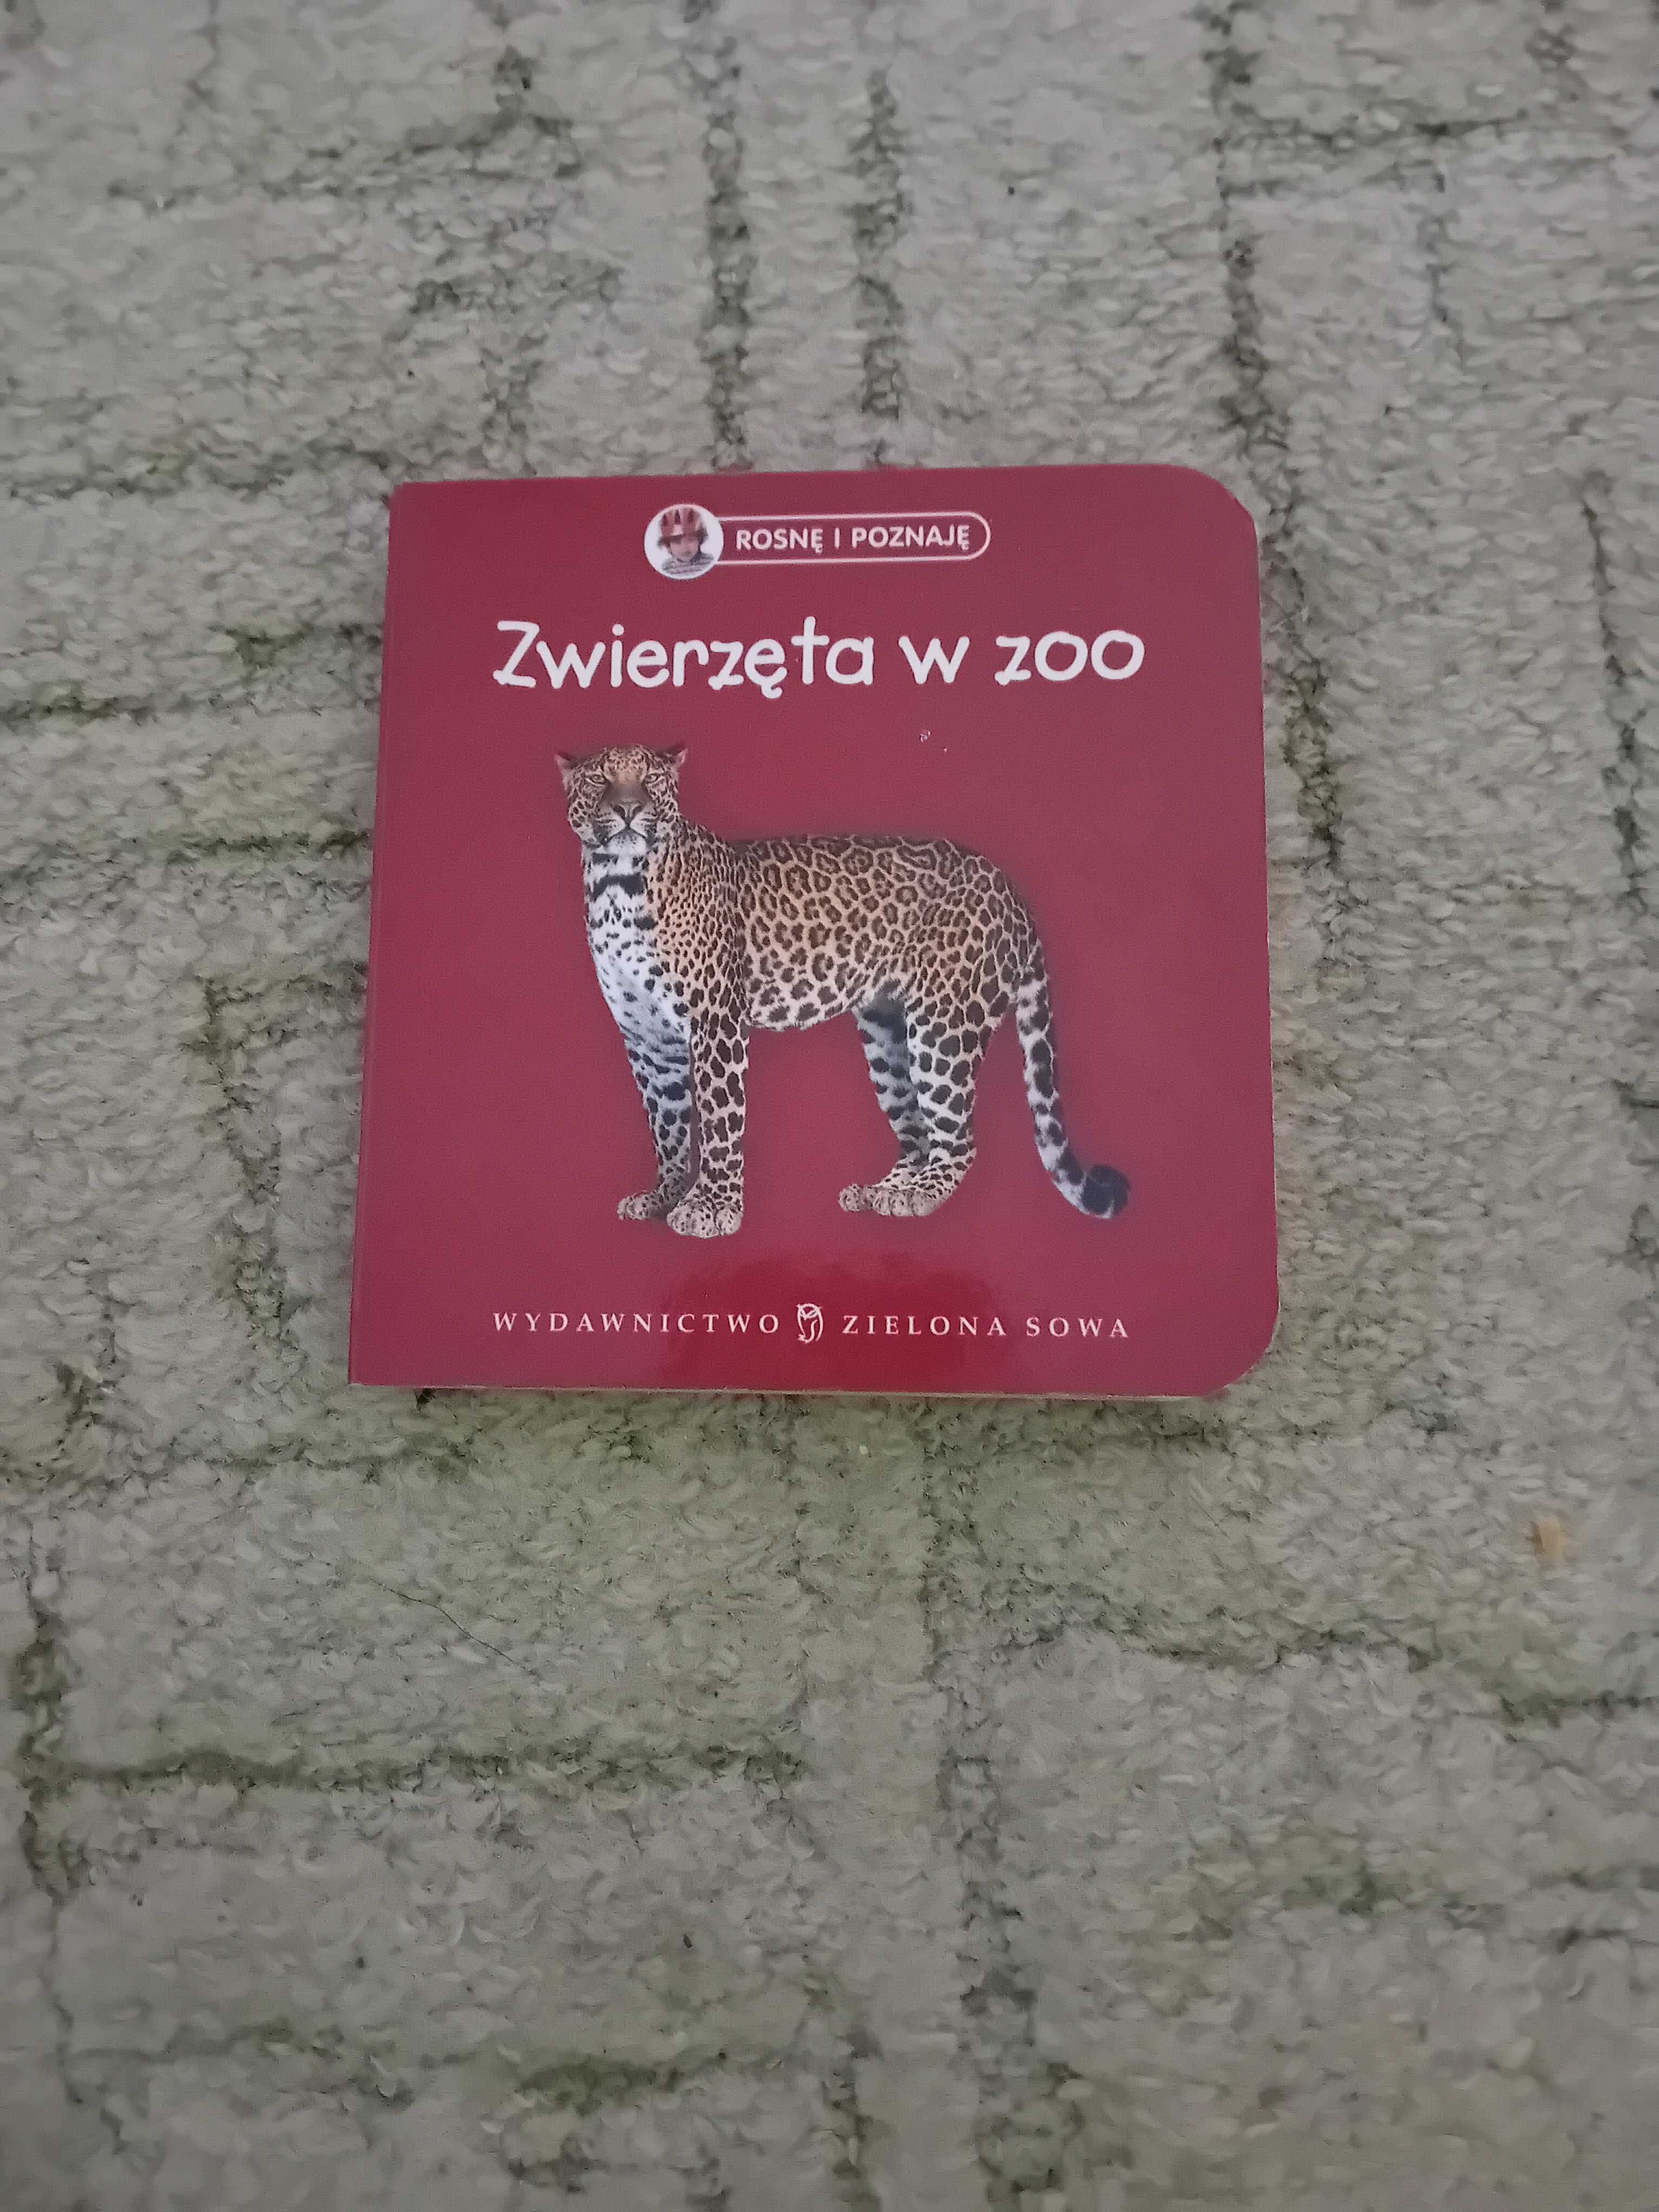 ROSNĘ I POZNAJĘ
Zwierzęta w zoo
WYDAWNICTWO ZIELONA SOWA